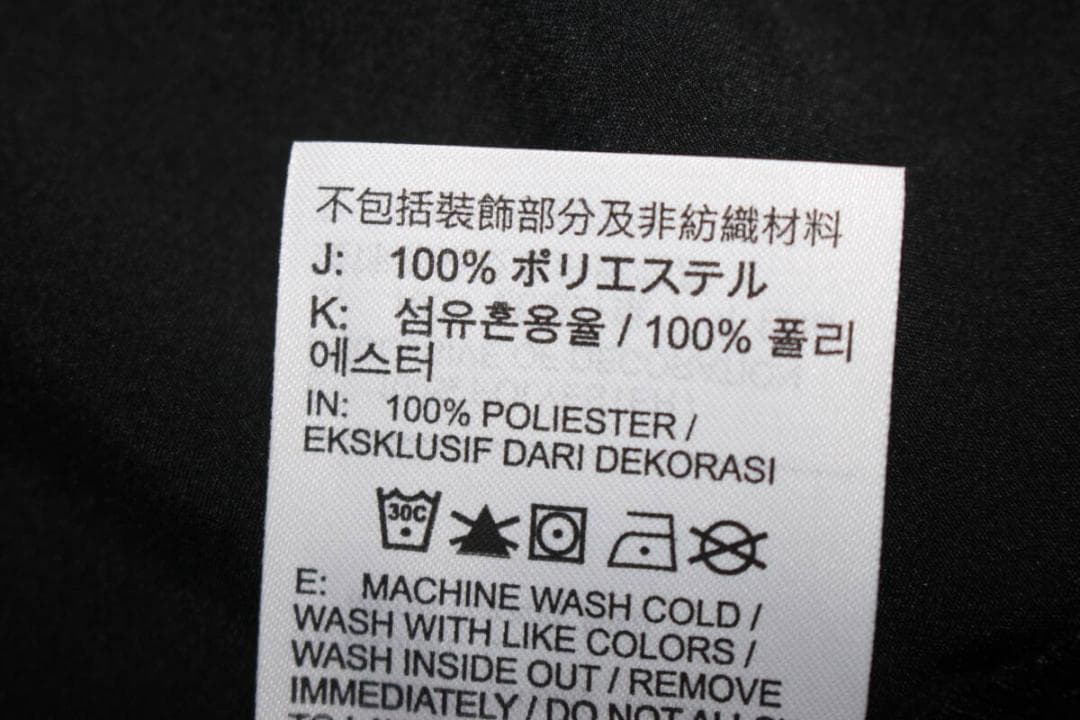 不包括裝飾部分及非紡織材料
J: 100% ポリエステル
K: 섬유혼용율 / 100% 폴리
에스터
IN: 100% POLIESTER /
EKSKLUSIF DARI DEKORASI
30C
E: MACHINE WASH COLD /
WASH WITH LIKE COLORS /
WASH INSIDE OUT / REMOVE
IMMEDIATELY / DO NOT